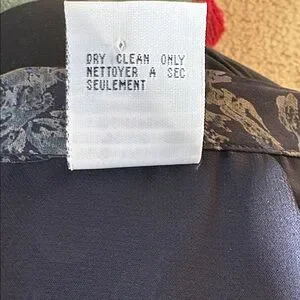 DRY CLEAN ONLY
NETTOYER A SEC
SEULEMENT